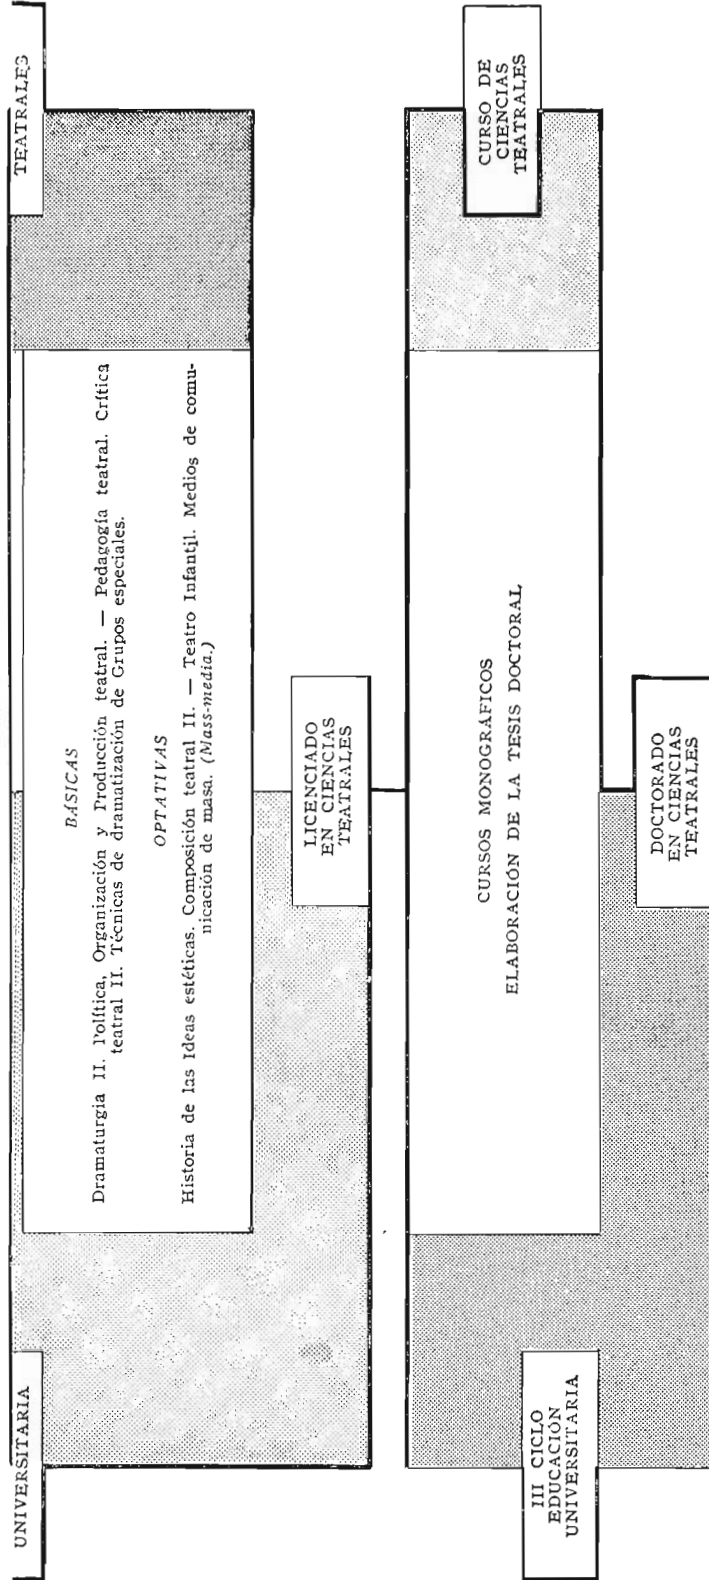 UNIVERSITARIA
TEATRALES
BÁSICAS
Dramaturgia II. Política, Organización y Producción teatral. — Pedagogía teatral. Crítica
teatral II. Técnicas de dramatización de Grupos especiales.
OPTATIVAS
Historia de las Ideas estéticas. Composición teatral II. — Teatro Infantil. Medios de comu-
nicación de masa. (Mass-media.)
LICENCIADO
EN CIENCIAS
TEATRALES
III CICLO
EDUCACIÓN
UNIVERSITARIA
CURSOS MONOGRÁFICOS
ELABORACIÓN DE LA TESIS DOCTORAL
CURSO DE
CIENCIAS
TEATRALES
DOCTORADO
EN CIENCIAS
TEATRALES